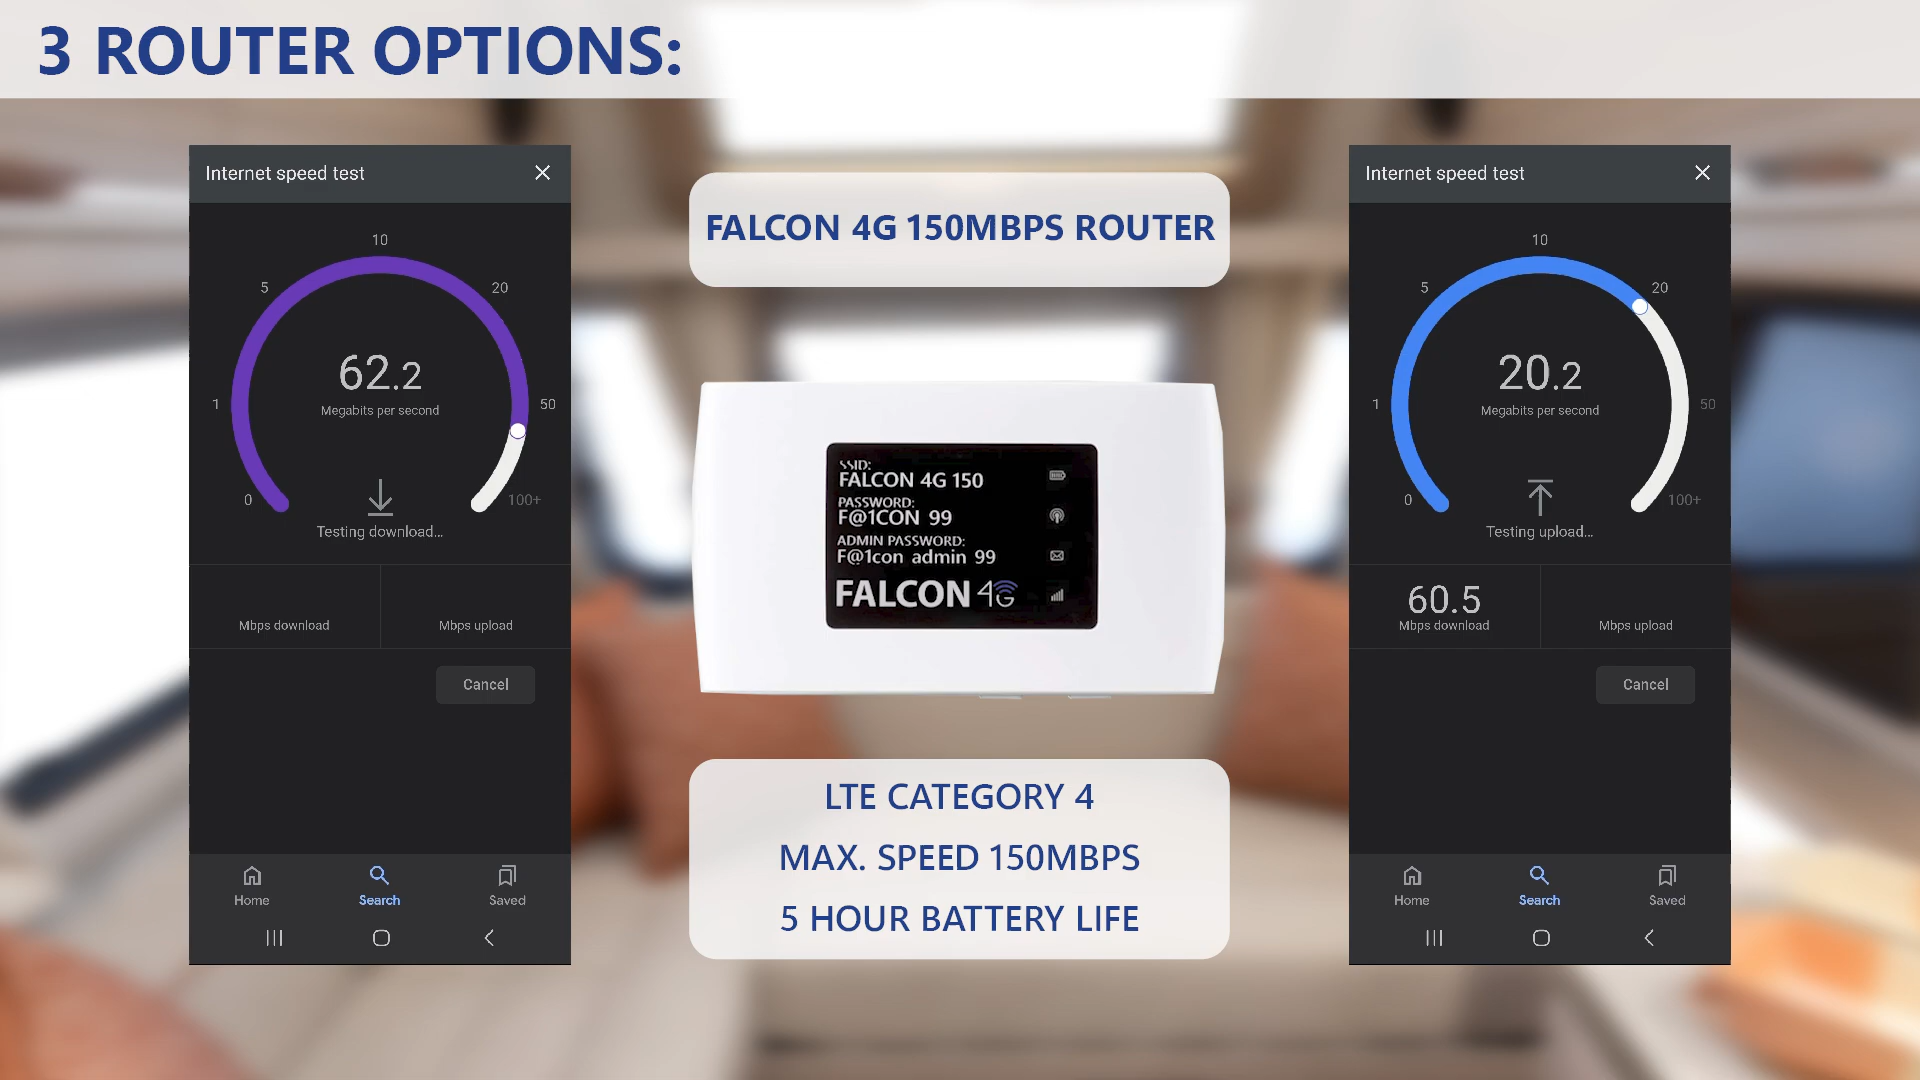 3 ROUTER OPTIONS:
Internet speed test
10
5
20
62.2
Megabits per second
1
50
0
100+
Testing download...
Mbps download
Mbps upload
Cancel
Home
Search
Saved
FALCON 4G 150MBPS ROUTER
SSID:
FALCON 4G 150
PASSWORD:
F@1CON 99
ADMIN PASSWORD:
F@1con admin 99
FALCON 4G
LTE CATEGORY 4
MAX. SPEED 150MBPS
5 HOUR BATTERY LIFE
Internet speed test
10
5
20
20.2
Megabits per second
1
50
0
100+
Testing upload...
60.5
Mbps download
Mbps upload
Cancel
Home
Search
Saved